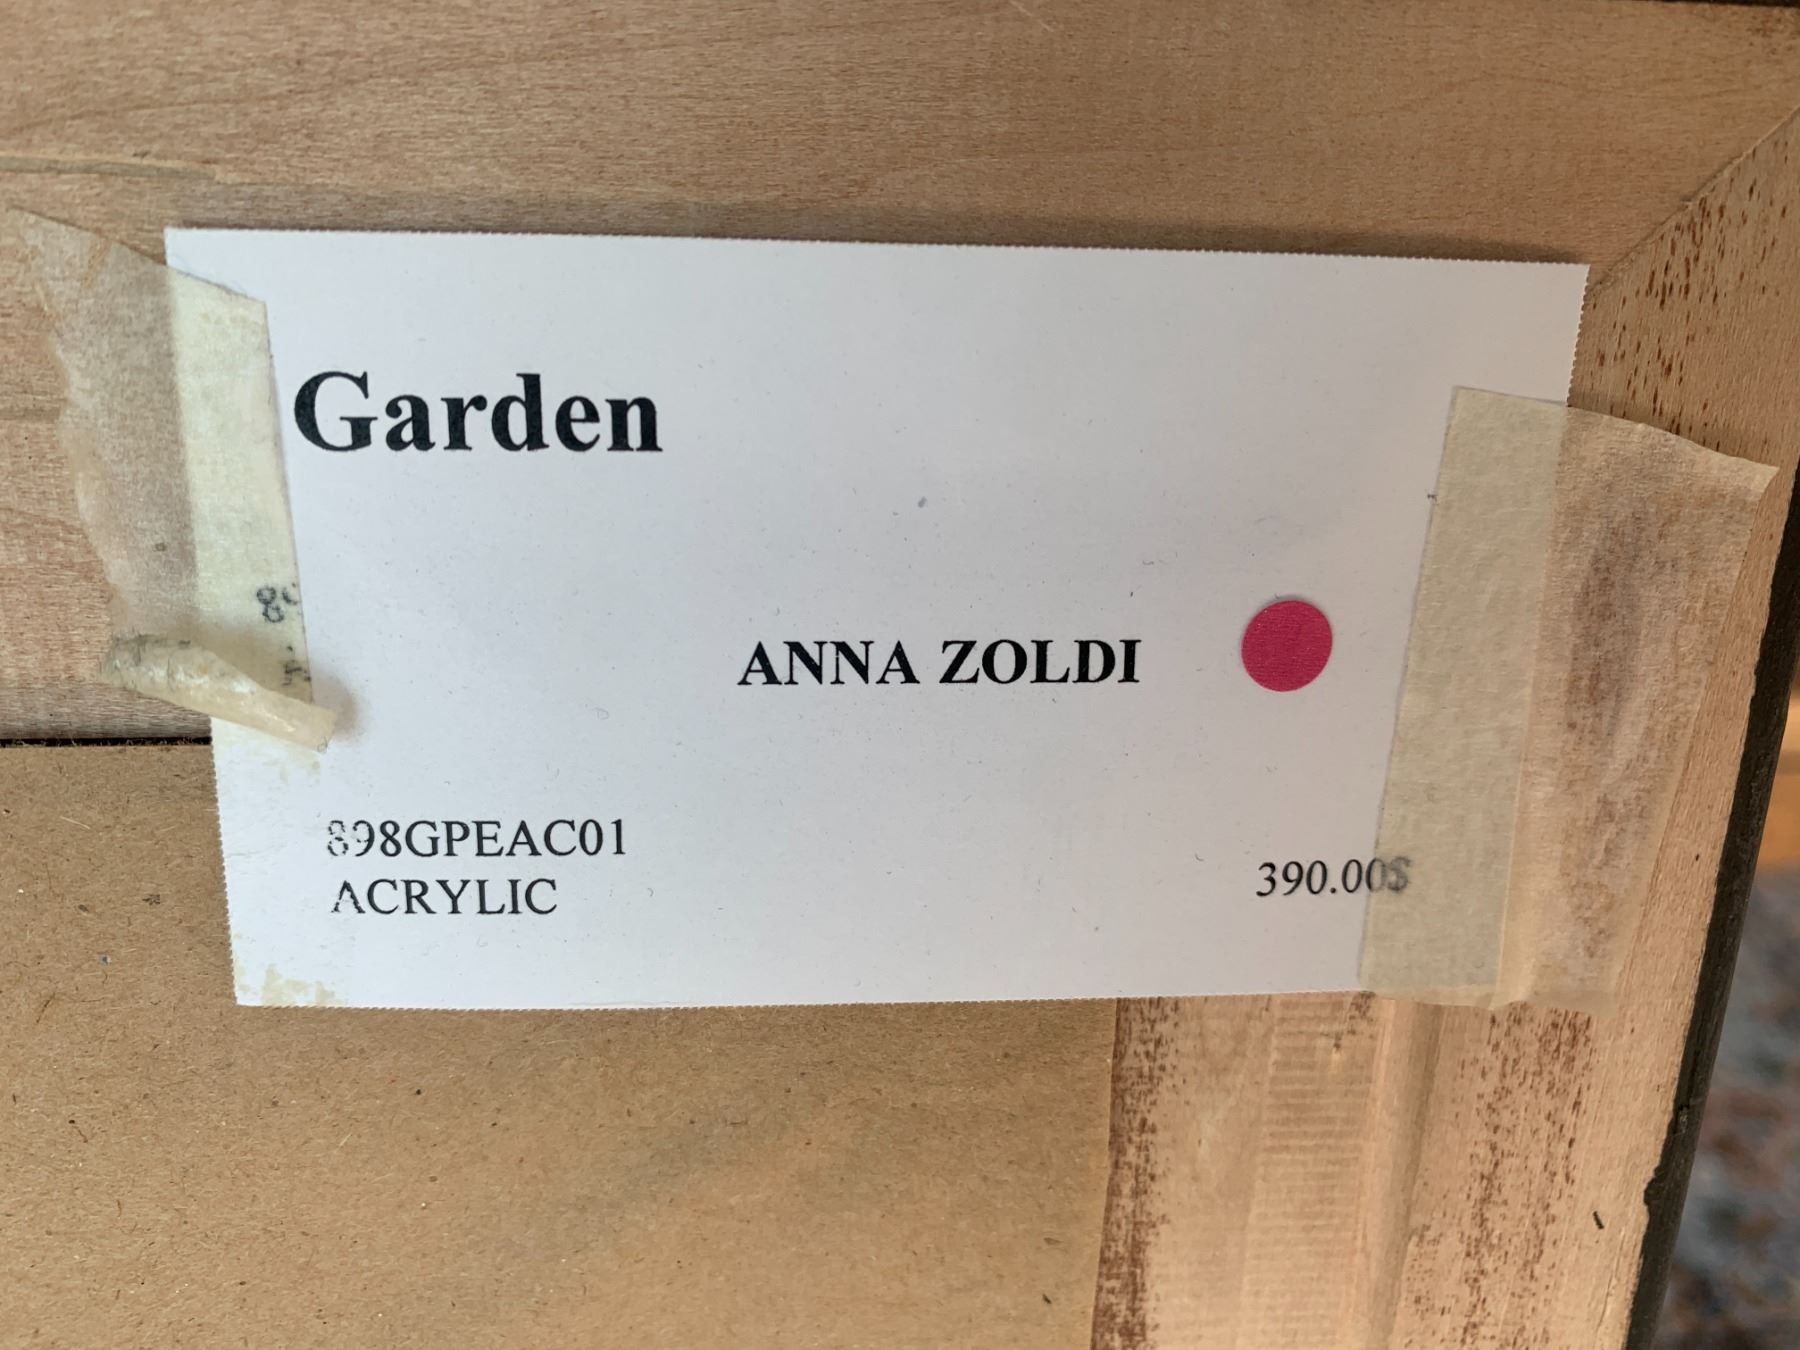 Garden
ANNA ZOLDI
898GPEAC01
ACRYLIC
390.00$